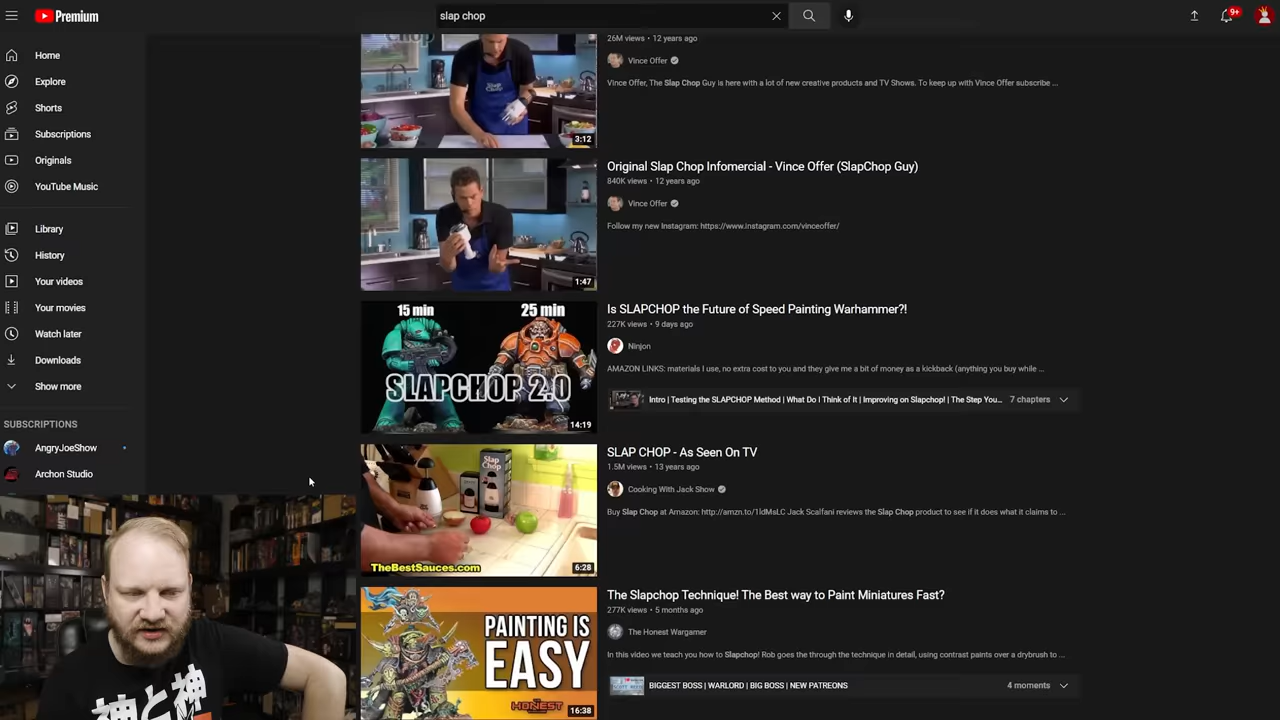 Premium
slap chop
9+
Home
Explore
Shorts
Subscriptions
Originals
YouTube Music
Library
History
Your videos
Your movies
Watch later
Downloads
Show more
SUBSCRIPTIONS
AngryJoeShow
Archon Studio
Slap
Chop
3:12
26M views • 12 years ago
Vince Offer
Vince Offer, The Slap Chop Guy is here with a lot of new creative products and TV Shows. To keep up with Vince Offer subscribe ...
1:47
Original Slap Chop Infomercial - Vince Offer (SlapChop Guy)
840K views • 12 years ago
Vince Offer
Follow my new Instagram: https://www.instagram.com/vinceoffer/
15 min
25 min
SLAPCHOP 2.0
14:19
Is SLAPCHOP the Future of Speed Painting Warhammer?!
227K views • 9 days ago
Ninjon
AMAZON LINKS: materials I use, no extra cost to you and they give me a bit of money as a kickback (anything you buy while ...
Intro | Testing the SLAPCHOP Method | What Do I Think of It | Improving on Slapchop! | The Step You...
7 chapters
Slap
Chop
TheBestSauces.com
6:28
SLAP CHOP - As Seen On TV
1.5M views • 13 years ago
Cooking With Jack Show
Buy Slap Chop at Amazon: http://amzn.to/1ldMsLC Jack Scalfani reviews the Slap Chop product to see if it does what it claims to ...
PAINTING IS
EASY
HONEST
16:38
The Slapchop Technique! The Best way to Paint Miniatures Fast?
277K views • 5 months ago
The Honest Wargamer
In this video we teach you how to Slapchop! Rob goes the through the technique in detail, using contrast paints over a drybrush to ...
BIGGEST BOSS | WARLORD | BIG BOSS | NEW PATREONS
4 moments
神と神